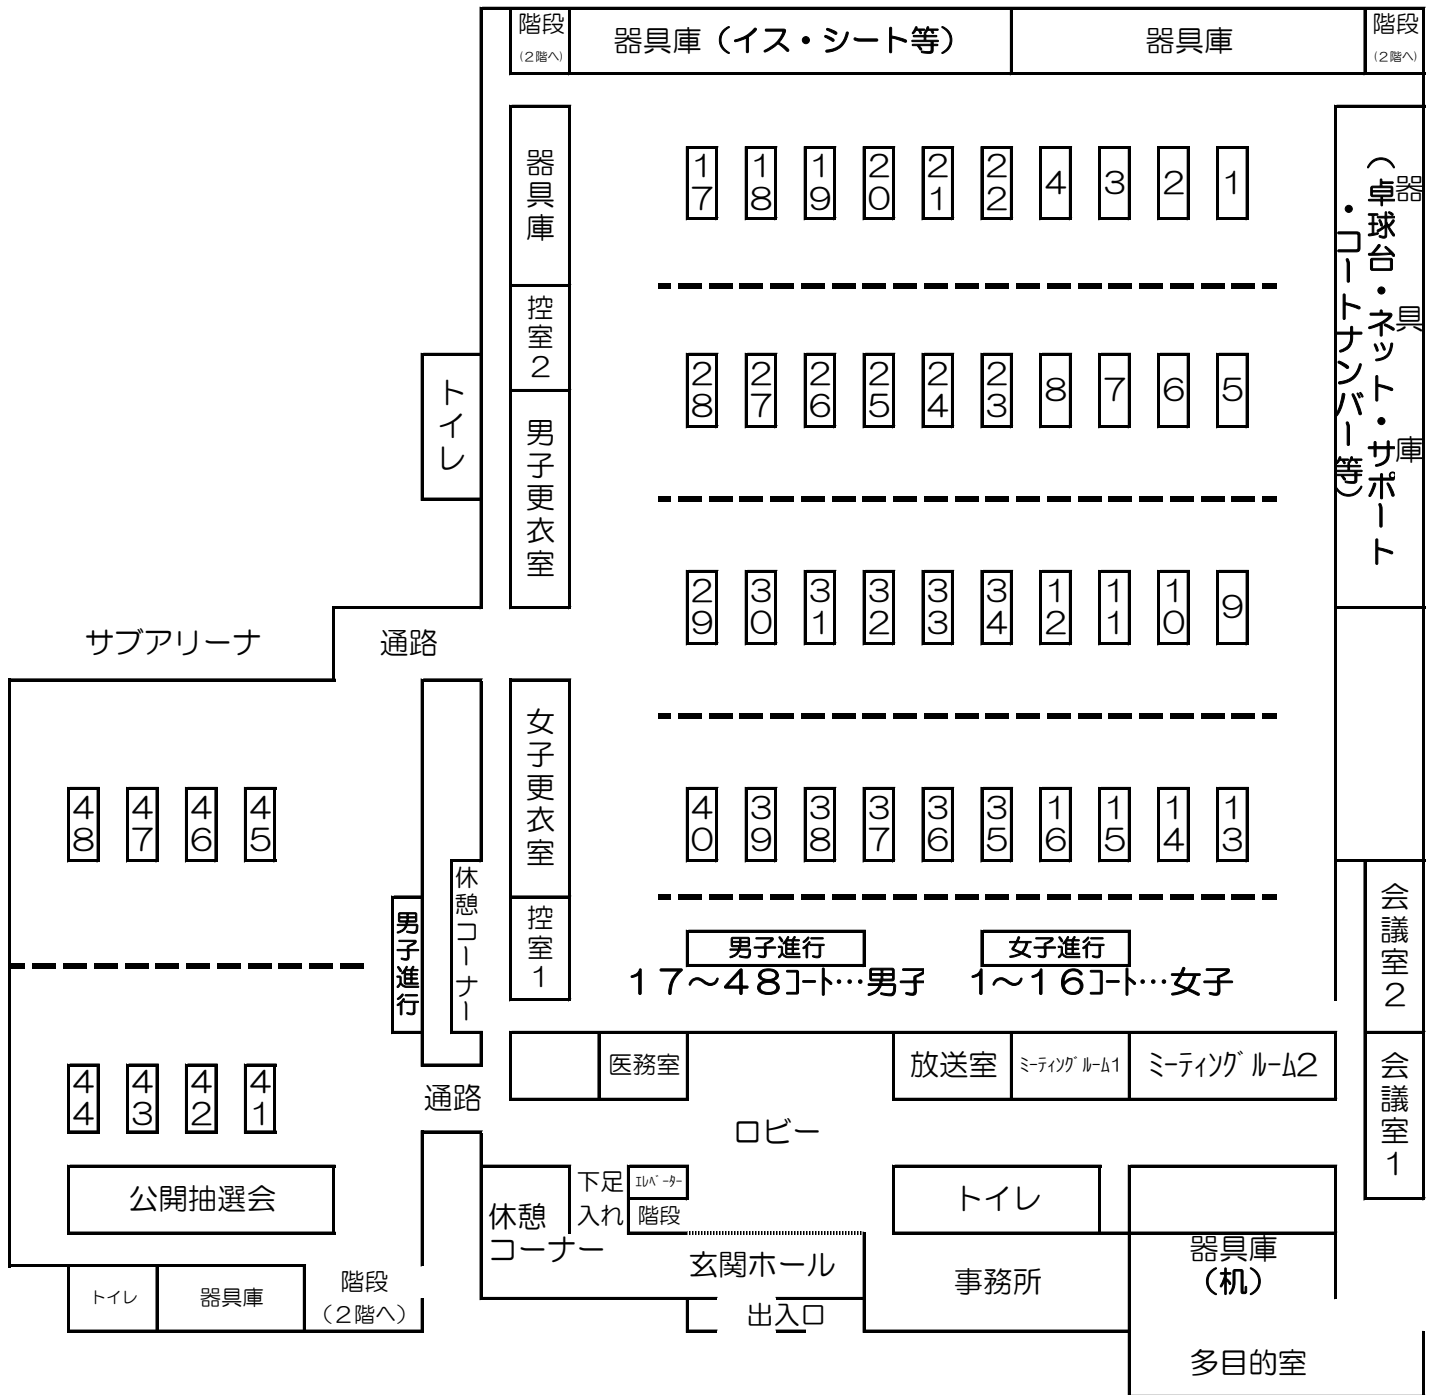 階段 器具庫（イス・シート等） 器具庫 階段
(2階へ) (2階へ)
器具庫
17 18 19 20 21 22 4 3 2 1
器具庫
（卓球台・ネット・サポート
・コートナンバー等）
控室2
28 27 26 25 24 23 8 7 6 5
トイレ
男子更衣室
29 30 31 32 33 34 12 11 10 9
サブアリーナ 通路
女子更衣室
48 47 46 45
40 39 38 37 36 35 16 15 14 13
休憩コーナー
男子進行
控室1
男子進行 女子進行
17～48ｺｰﾄ…男子 1～16ｺｰﾄ…女子
会議室2
医務室 放送室 ﾐｰﾃｨﾝｸﾞﾙｰﾑ1 ﾐｰﾃｨﾝｸﾞﾙｰﾑ2
会議室1
44 43 42 41
通路
ロビー
公開抽選会
休憩
コーナー
下足
入れ
ｴﾚﾍﾞｰﾀｰ
階段
トイレ
玄関ホール
事務所
器具庫
（机）
トイレ 器具庫
階段
（2階へ）
出入口
多目的室